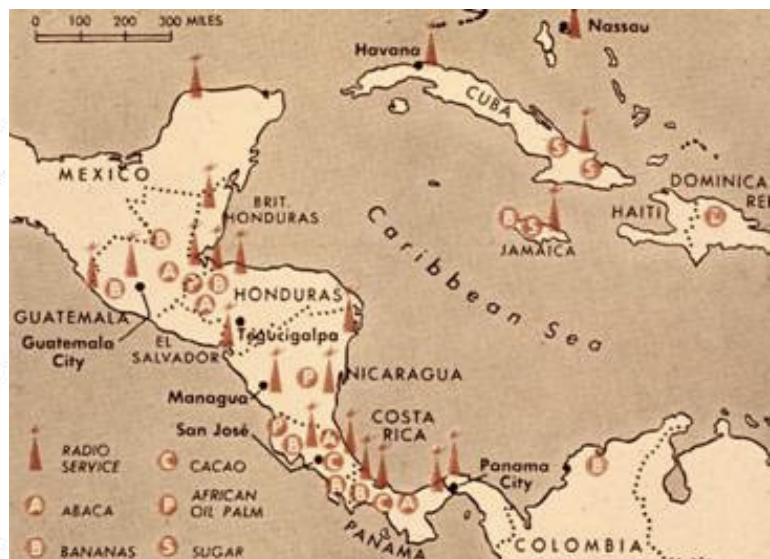 0 100 200 300 MILES
Nassau
Havana
CUBA
MEXICO
BRIT.
HONDURAS
DOMINICA
REP
HAITI
JAMAICA
Caribbean Sea
HONDURAS
GUATEMALA
Guatemala
City
EL
SALVADOR
Tegucigalpa
NICARAGUA
Managua
COSTA
RICA
San José
Panama
City
PANAMA
COLOMBIA
RADIO
SERVICE
C CACAO
A ABACA
P AFRICAN
OIL PALM
B BANANAS
S SUGAR